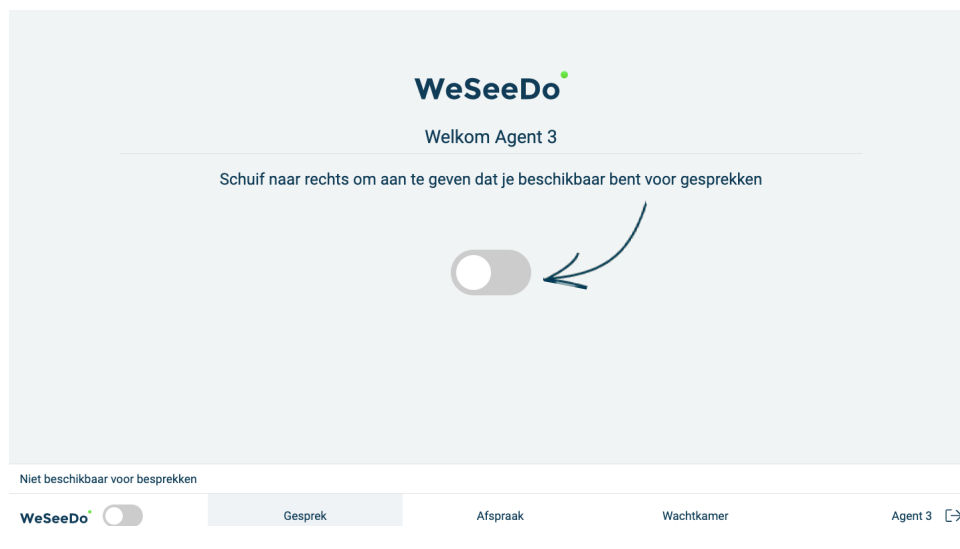 WeSeeDo
Welkom Agent 3
Schuif naar rechts om aan te geven dat je beschikbaar bent voor gesprekken
Niet beschikbaar voor besprekken
WeSeeDo Gesprek Afspraak Wachtkamer Agent 3